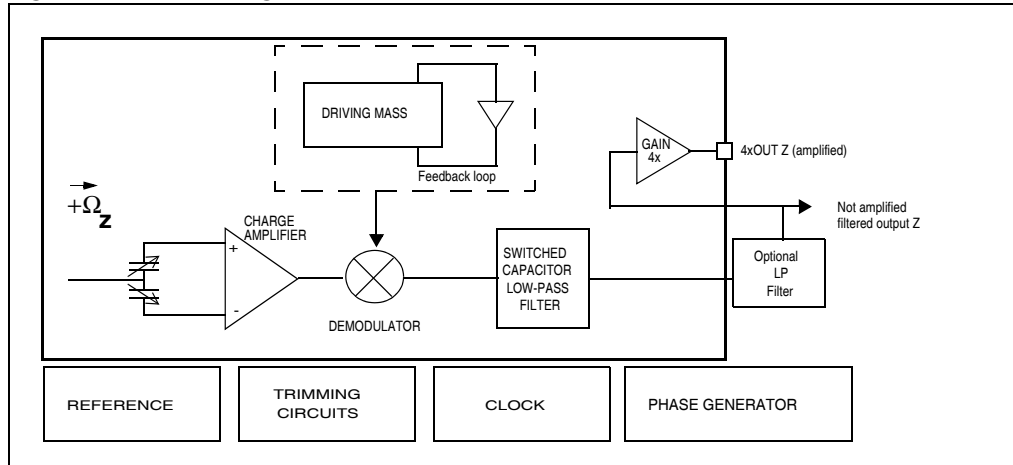 DRIVING MASS
Feedback loop
GAIN
4x
4xOUT Z (amplified)
+Ω
Z
CHARGE
AMPLIFIER
+
-
DEMODULATOR
SWITCHED
CAPACITOR
LOW-PASS
FILTER
Not amplified
filtered output Z
Optional
LP
Filter
REFERENCE
TRIMMING
CIRCUITS
CLOCK
PHASE GENERATOR